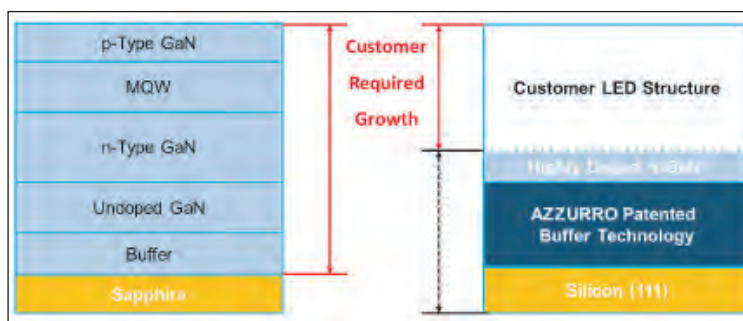 p-Type GaN
MQW
n-Type GaN
Undoped GaN
Buffer
Sapphire
Customer
Required
Growth
Customer LED Structure
Highly Doped n-GaN
AZZURRO Patented
Buffer Technology
Silicon (111)